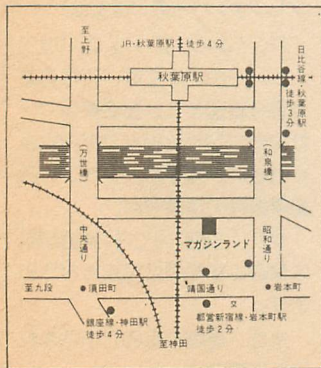 至上野
JR・秋葉原駅 徒歩4分
秋葉原駅
日比谷線・秋葉原駅
徒歩3分
(万世橋)
(和泉橋)
中央通り
マガジンランド
昭和通り
至九段
須田町
靖国通り
岩本町
文
銀座線・神田駅
徒歩4分
都営新宿線・岩本町駅
徒歩2分
至神田